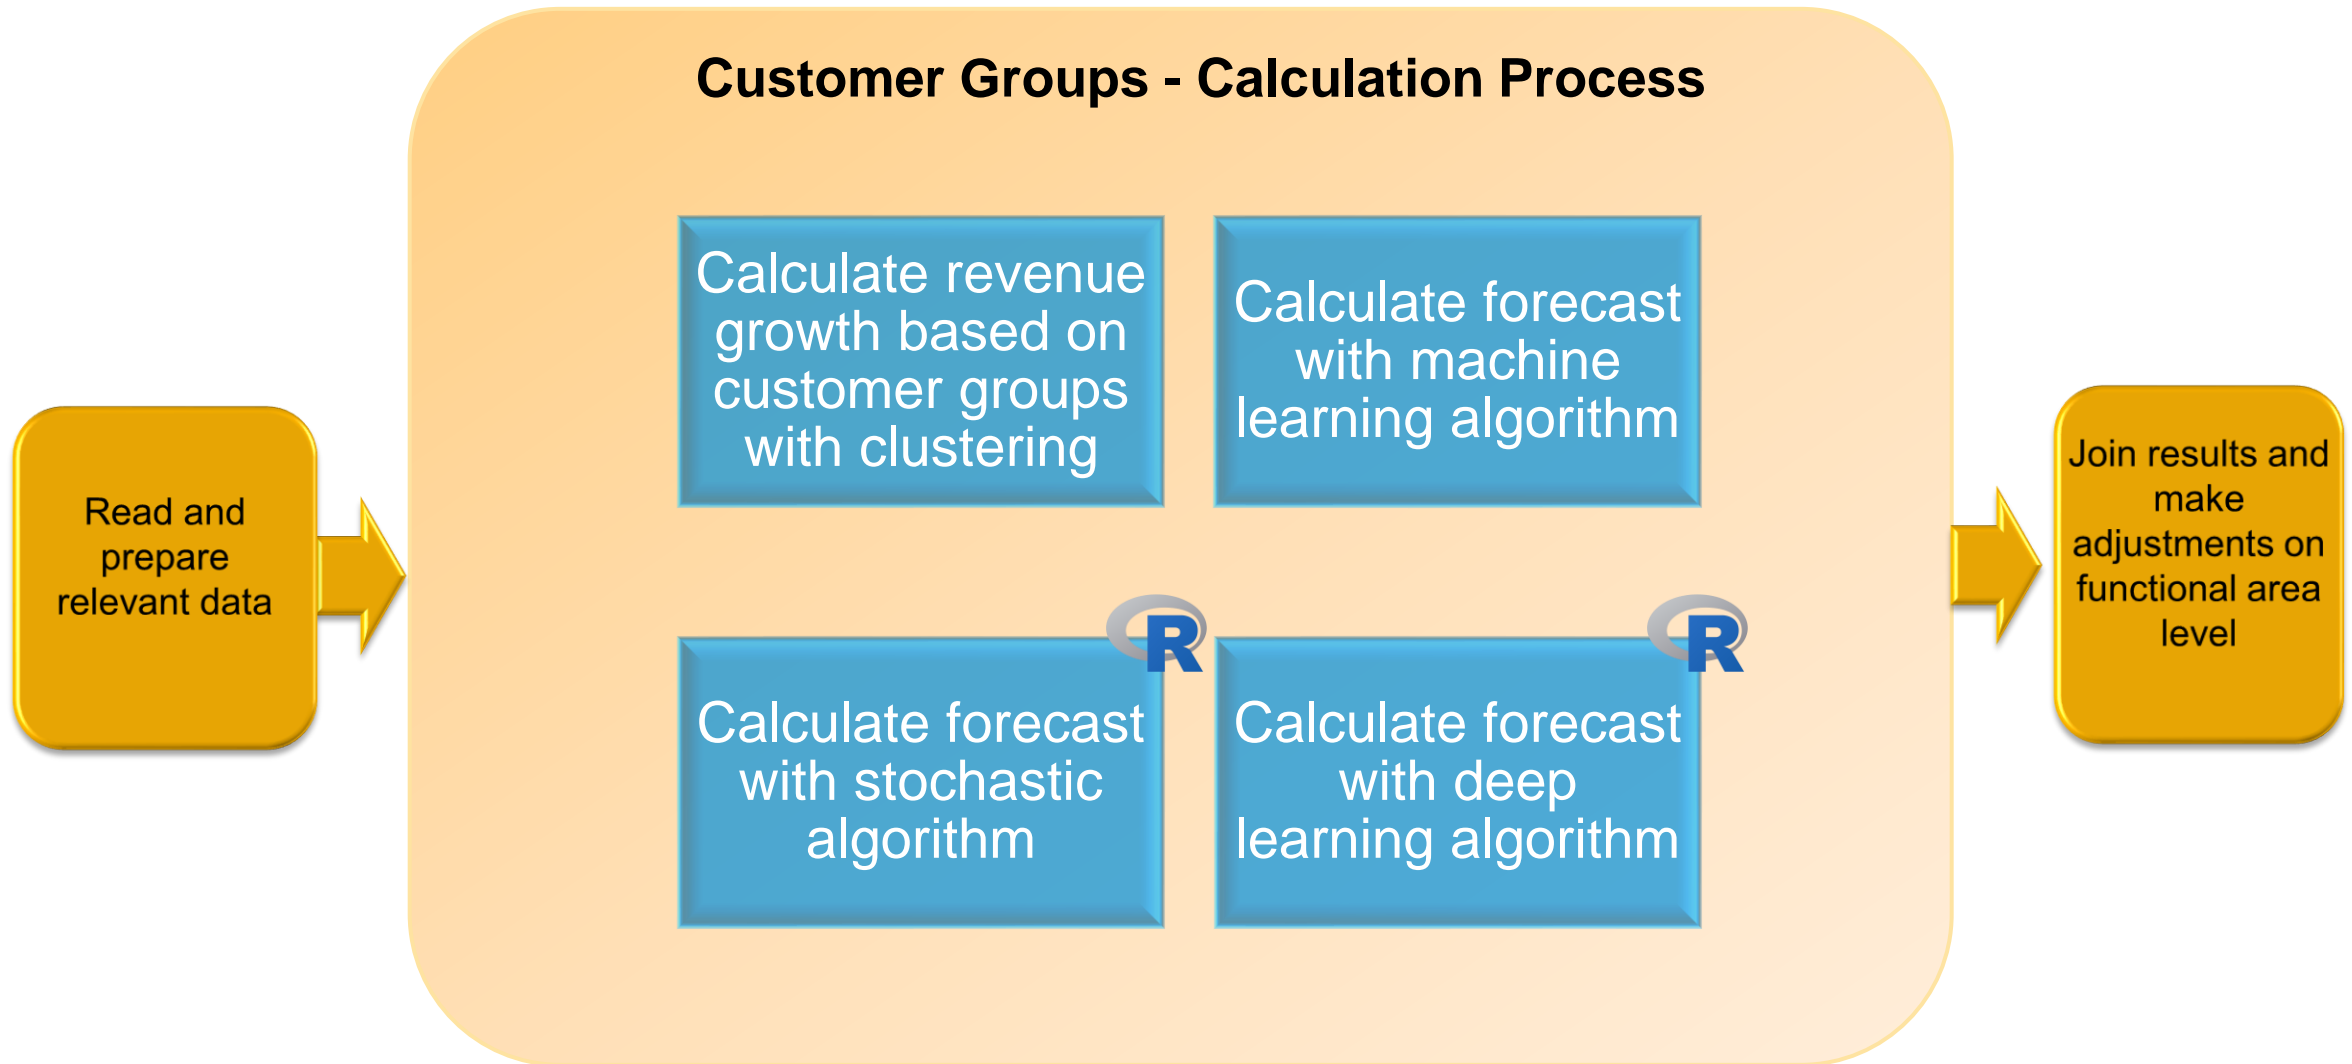 Customer Groups - Calculation Process
Read and
prepare
relevant data
Calculate revenue
growth based on
customer groups
with clustering
Calculate forecast
with machine
learning algorithm
R
Calculate forecast
with stochastic
algorithm
R
Calculate forecast
with deep
learning algorithm
Join results and
make
adjustments on
functional area
level